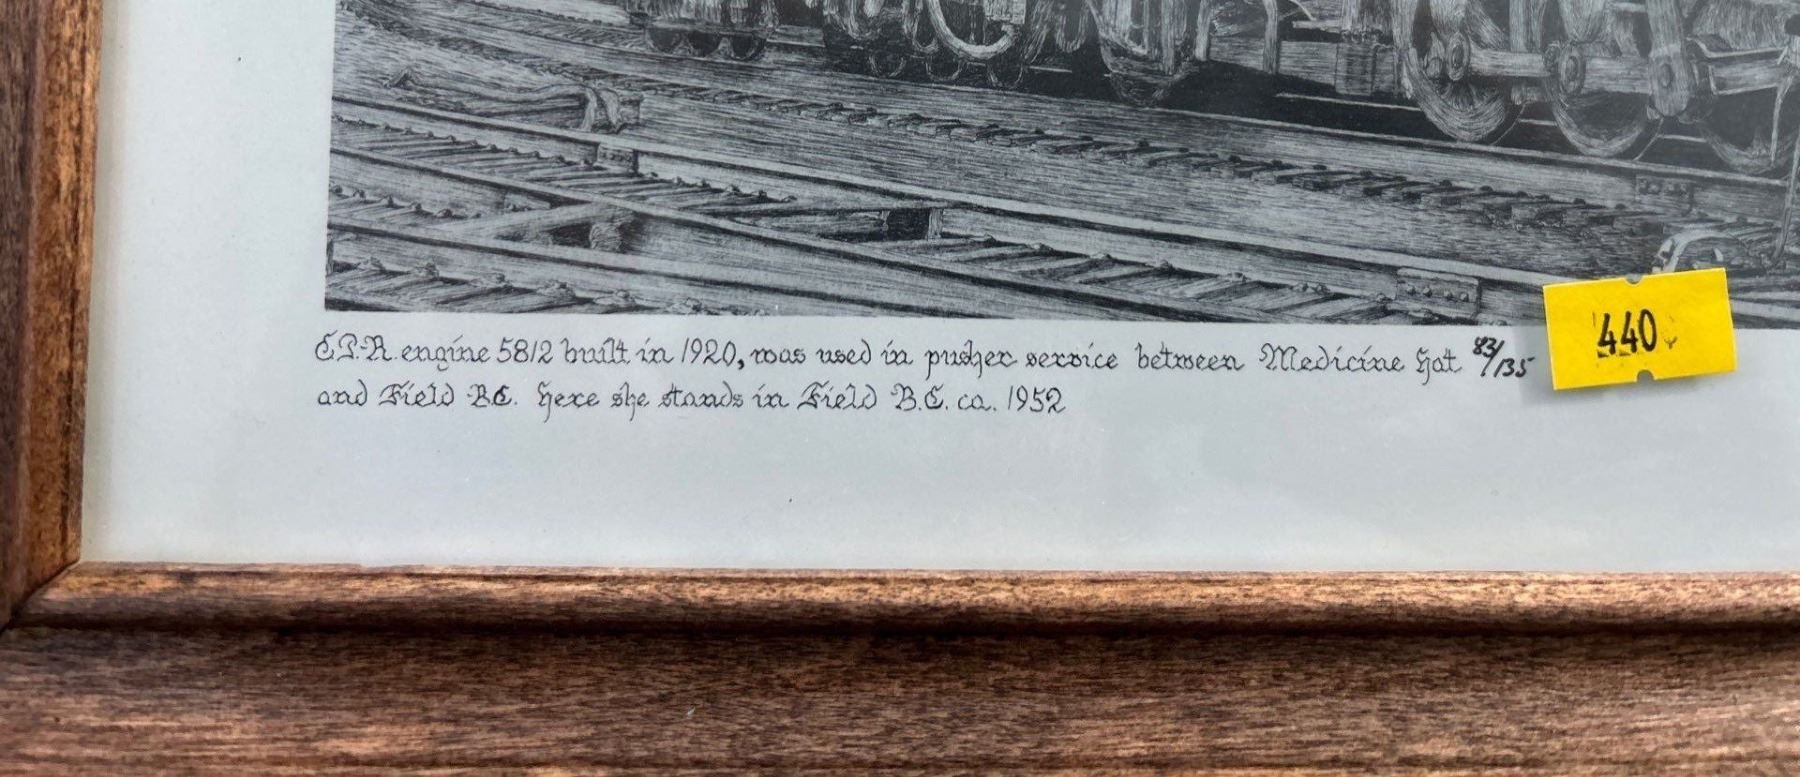 C.P.R. engine 5812 built in 1920, was used in pusher service between Medicine Hat 83/135
and Field B.C. Here she stands in Field B.C. ca. 1952
440